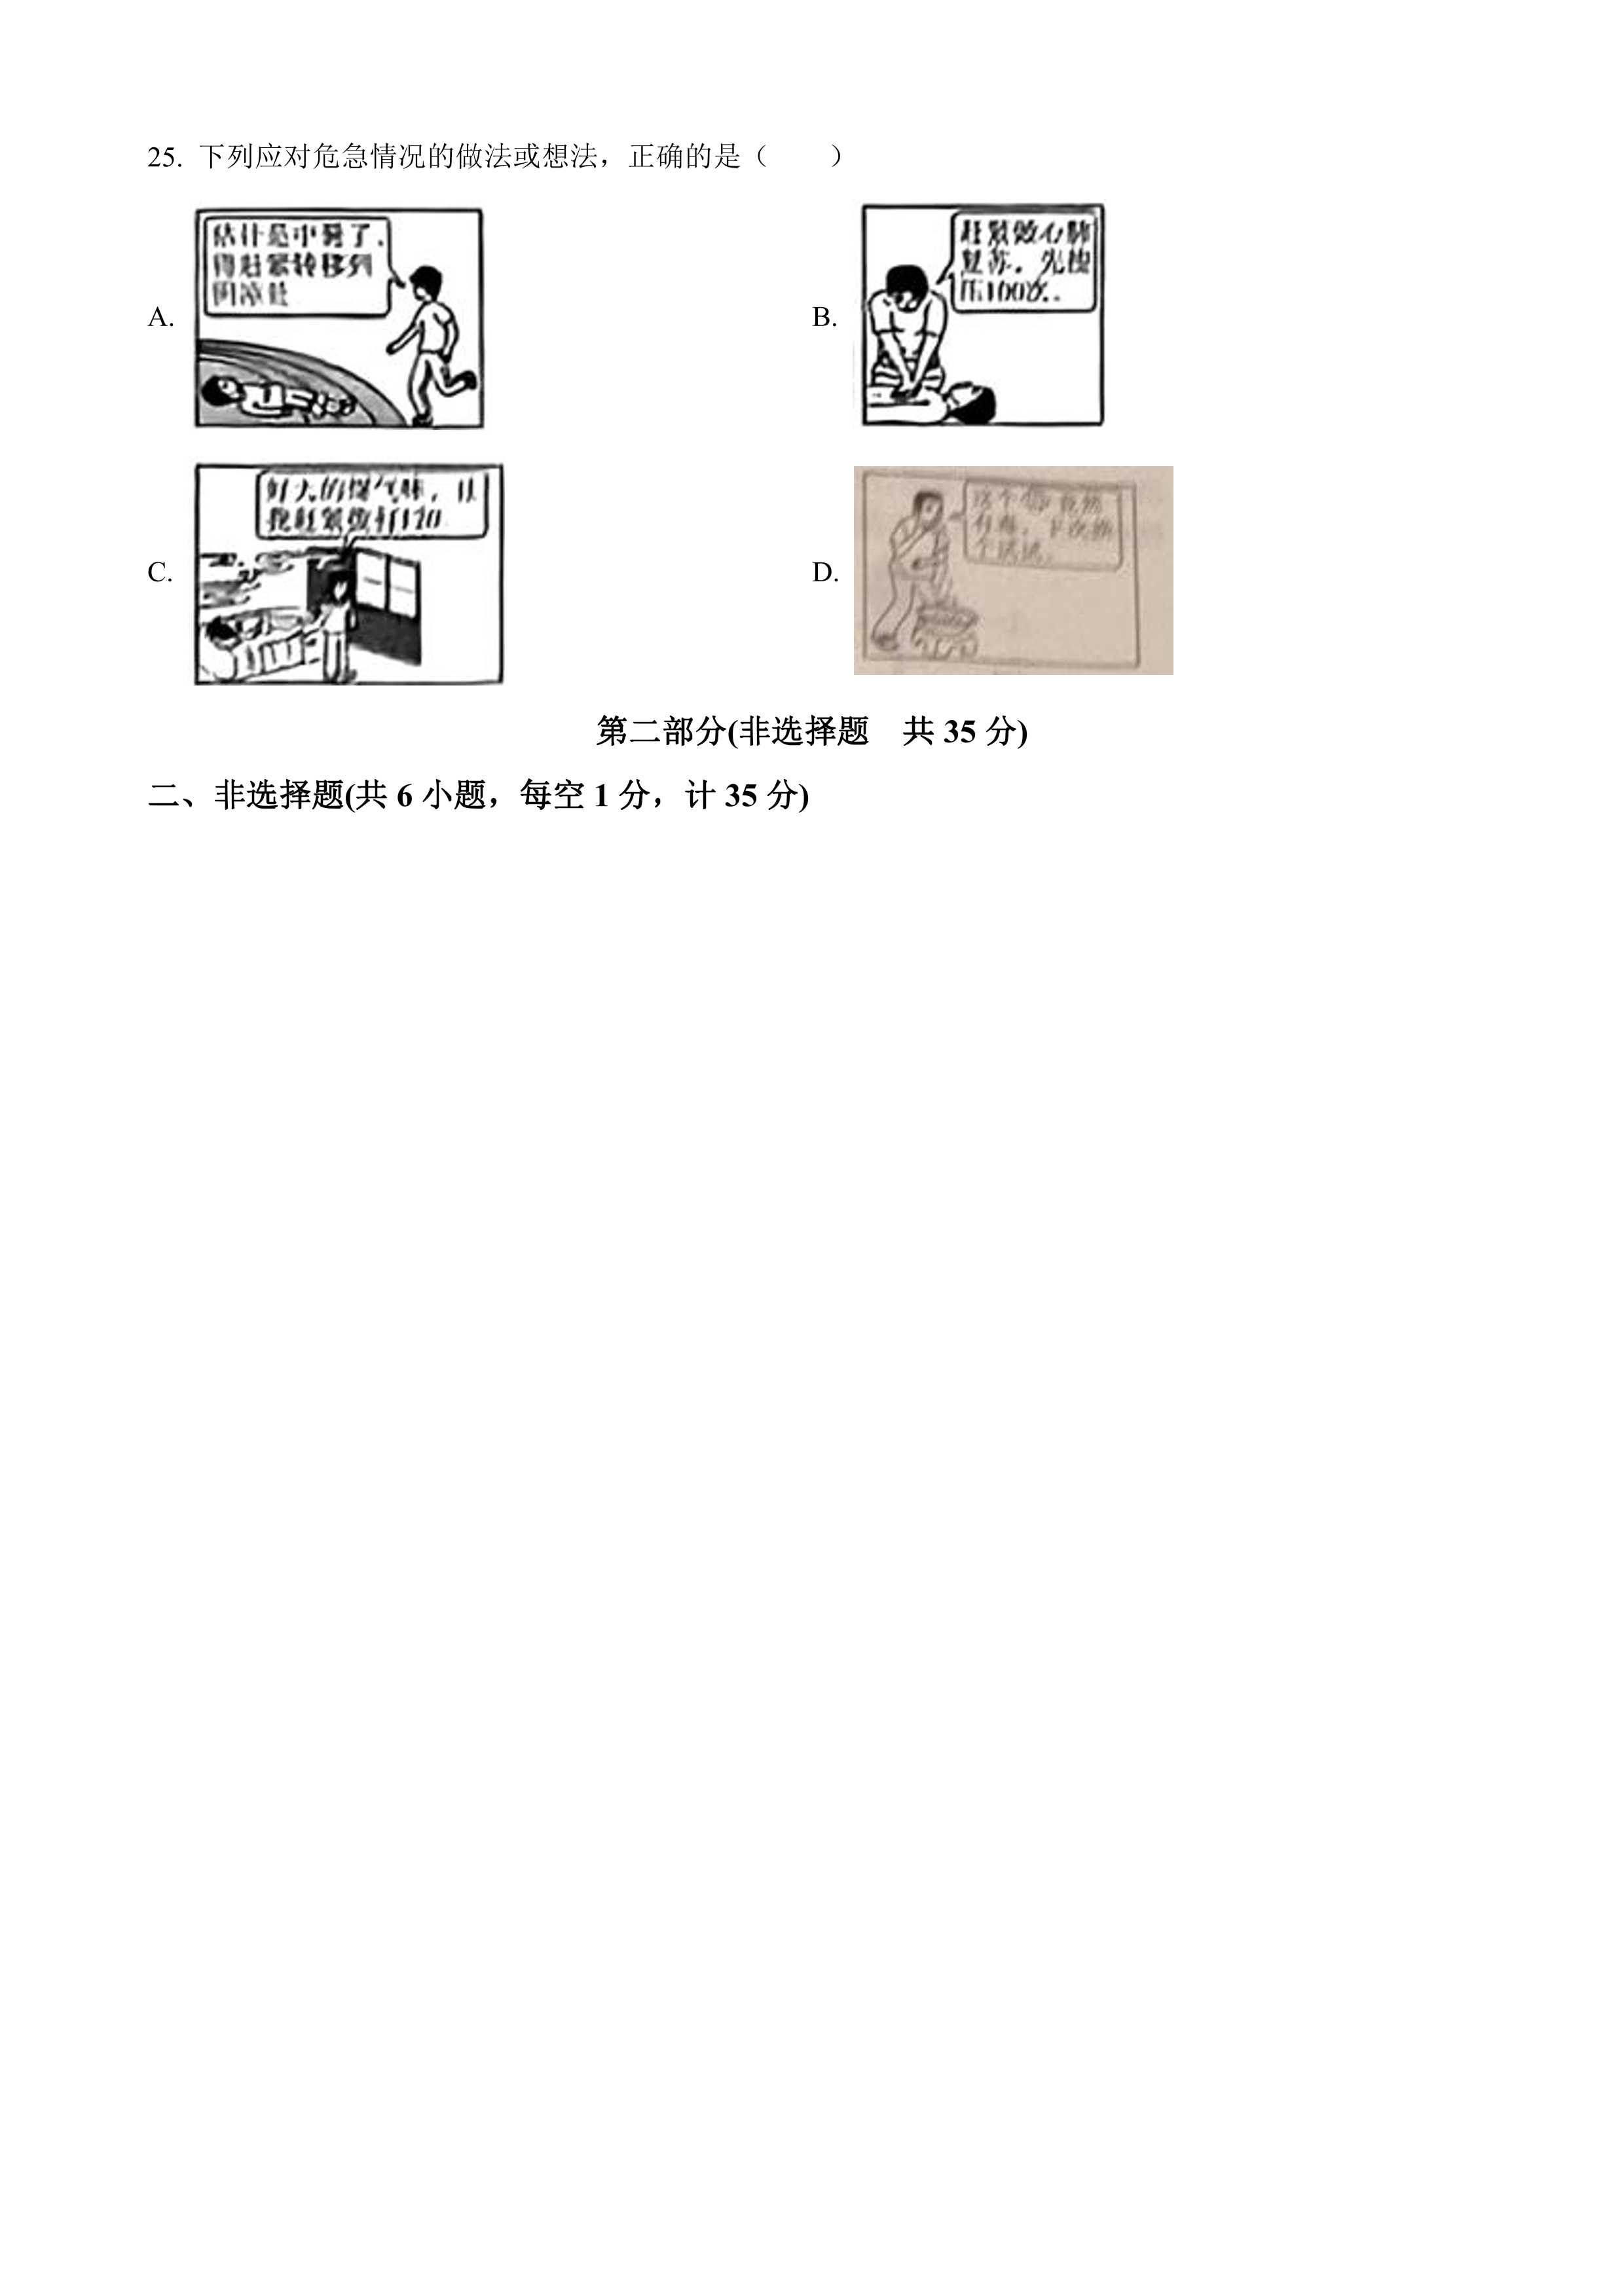 25. 下列应对危急情况的做法或想法，正确的是（　　）
估计是中暑了，
得赶紧转移到
阴凉处
A.
赶紧做心肺
复苏，先按
压100次..
B.
好大的煤气味，让
我赶紧拨打120
C.
这个
竟然
有毒，下次换
个试试。
D.
第二部分(非选择题　共 35 分)
二、非选择题(共 6 小题，每空 1 分，计 35 分)